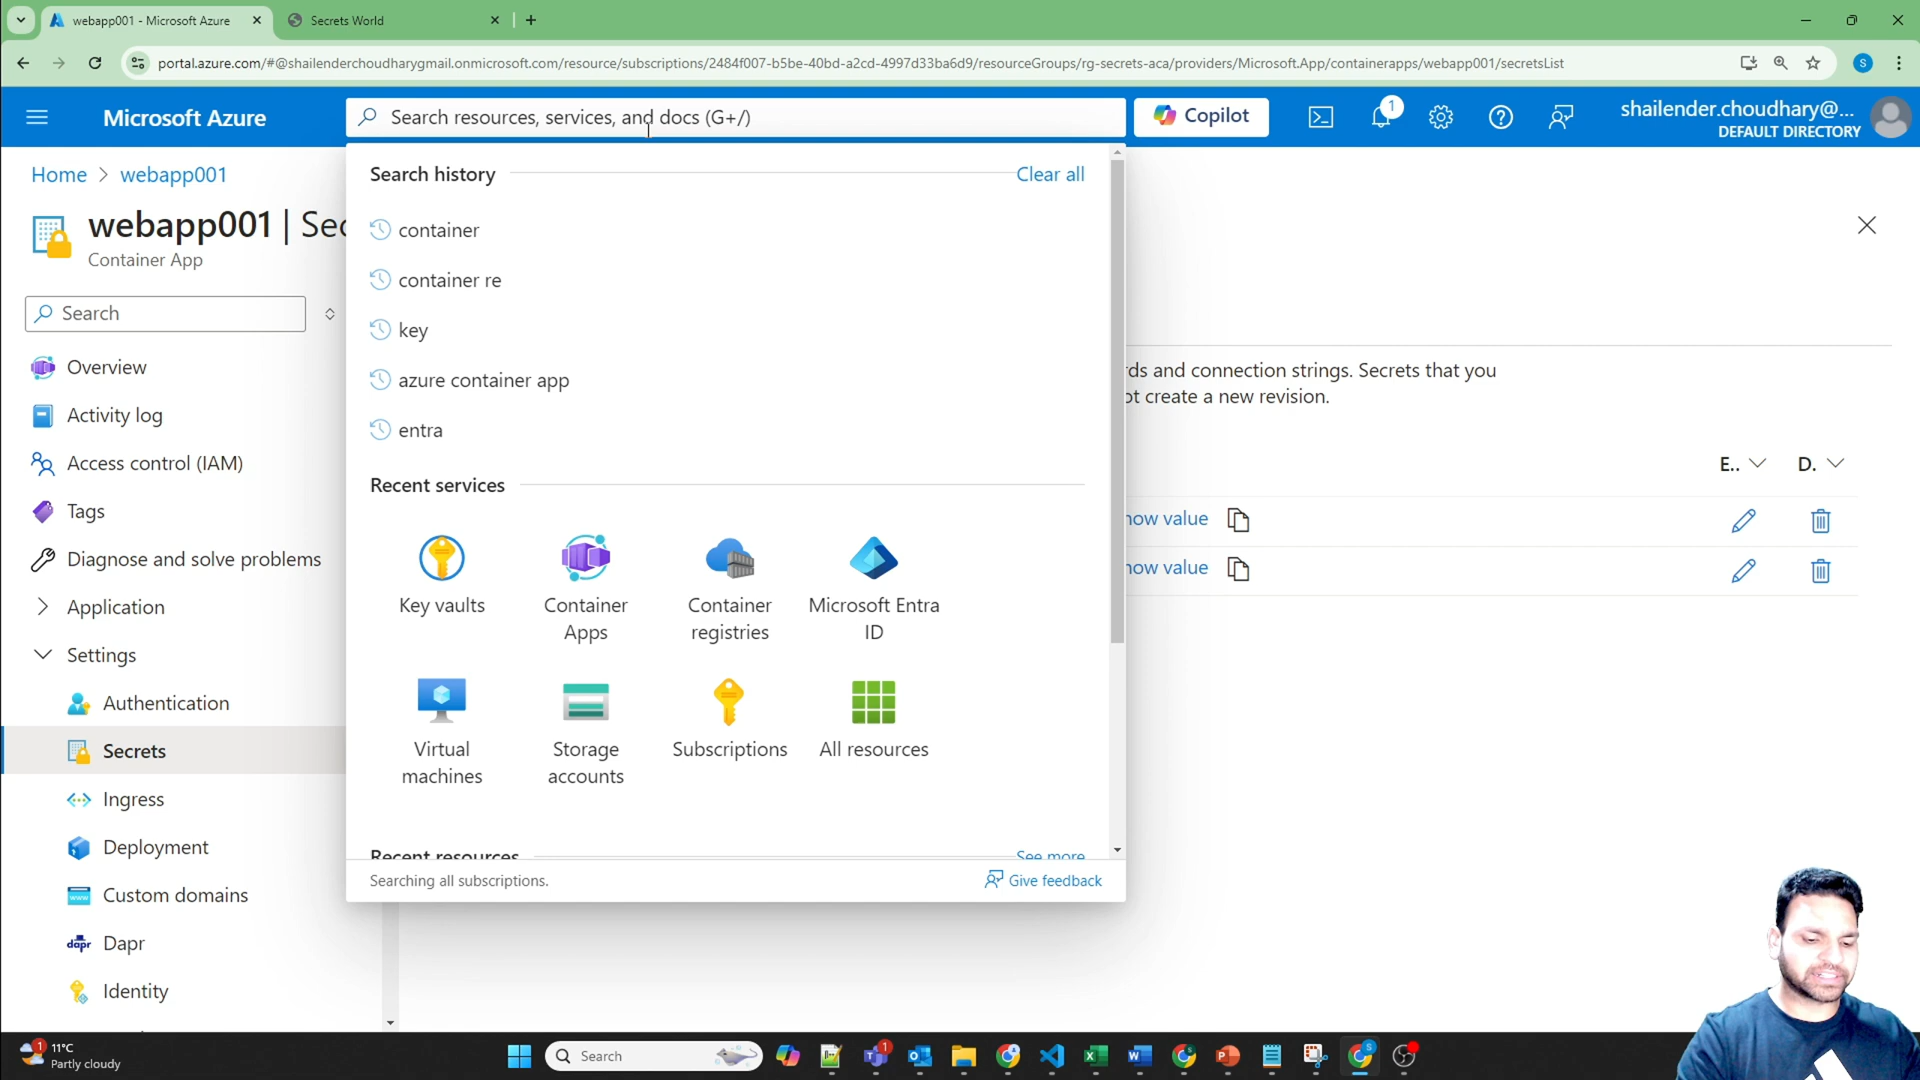 webapp001 - Microsoft Azure
Secrets World
portal.azure.com/#@shailenderchoudharygmail.onmicrosoft.com/resource/subscriptions/2484f007-b5be-40bd-a2cd-4997d33ba6d9/resourceGroups/rg-secrets-aca/providers/Microsoft.App/containerapps/webapp001/secretsList
S
Microsoft Azure
Search resources, services, and docs (G+/)
Copilot
1
shailender.choudhary@...
DEFAULT DIRECTORY
Home > webapp001
webapp001 | Sec
Container App
Search
Overview
Activity log
Access control (IAM)
Tags
Diagnose and solve problems
Application
Settings
Authentication
Secrets
Ingress
Deployment
Custom domains
Dapr
Identity
Search history
Clear all
container
container re
key
azure container app
entra
Recent services
Key vaults
Container Apps
Container registries
Microsoft Entra ID
Virtual machines
Storage accounts
Subscriptions
All resources
Recent resources
See more
Searching all subscriptions.
Give feedback
rds and connection strings. Secrets that you
ot create a new revision.
E..
D.
how value
how value
1
11°C
Partly cloudy
Search
1